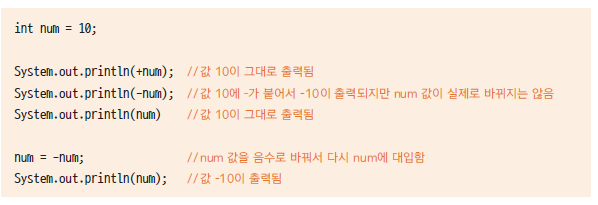 int num = 10;
System.out.println(+num); //값 10이 그대로 출력됨
System.out.println(-num); //값 10에 -가 붙어서 -10이 출력되지만 num 값이 실제로 바뀌지는 않음
System.out.println(num) //값 10이 그대로 출력됨
num = -num; //num 값을 음수로 바꿔서 다시 num에 대입함
System.out.println(num); //값 -10이 출력됨